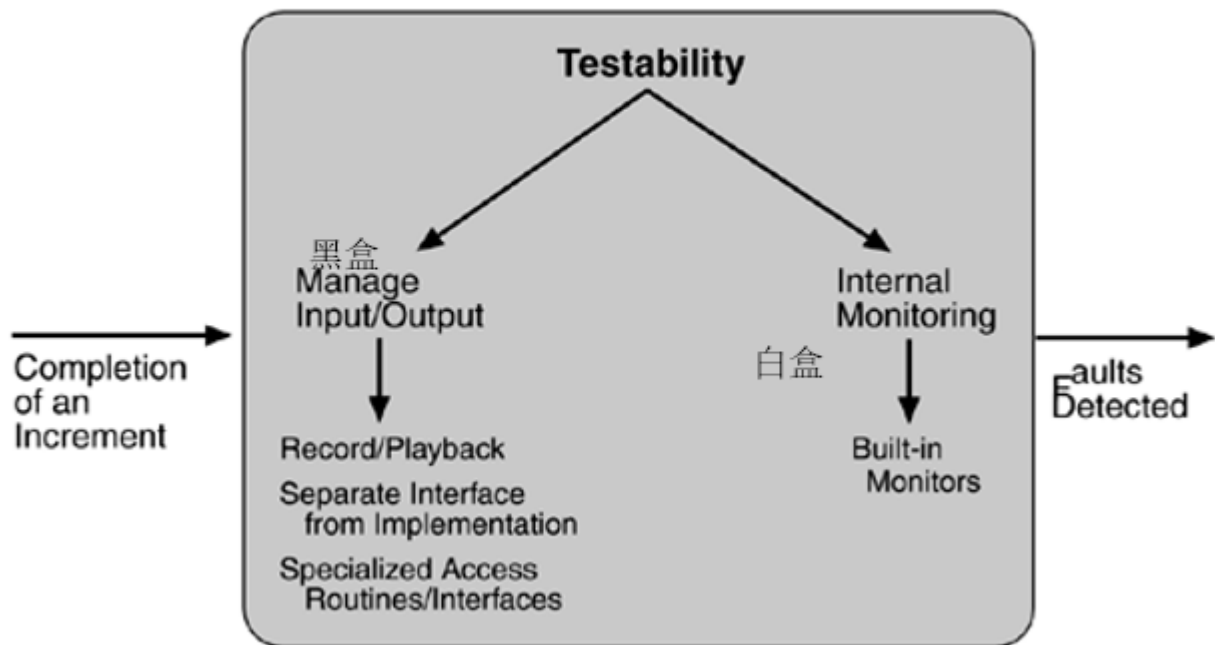 Testability
黑盒
Manage
Input/Output
Internal
Monitoring
白盒
Completion
of an
Increment
Faults
Detected
Record/Playback
Separate Interface
from Implementation
Specialized Access
Routines/Interfaces
Built-in
Monitors